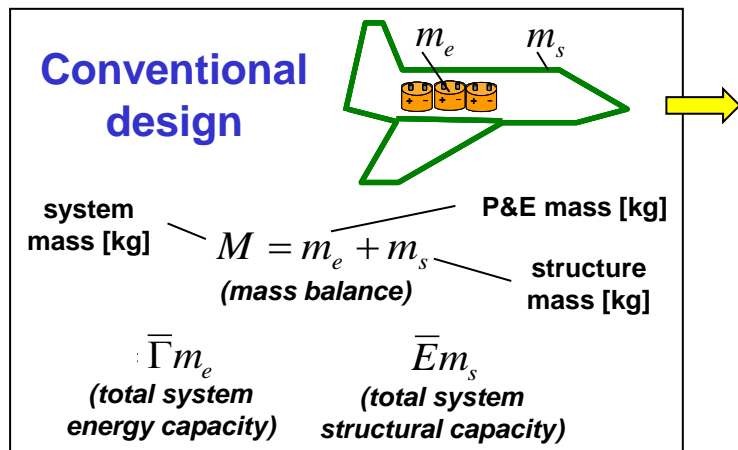 Conventional
design
m_e
m_s
+ - + - + -
system
mass [kg]
P&E mass [kg]
M = m_e + m_s
(mass balance)
structure
mass [kg]
: Γ̅m_e
(total system
energy capacity)
E̅m_s
(total system
structural capacity)